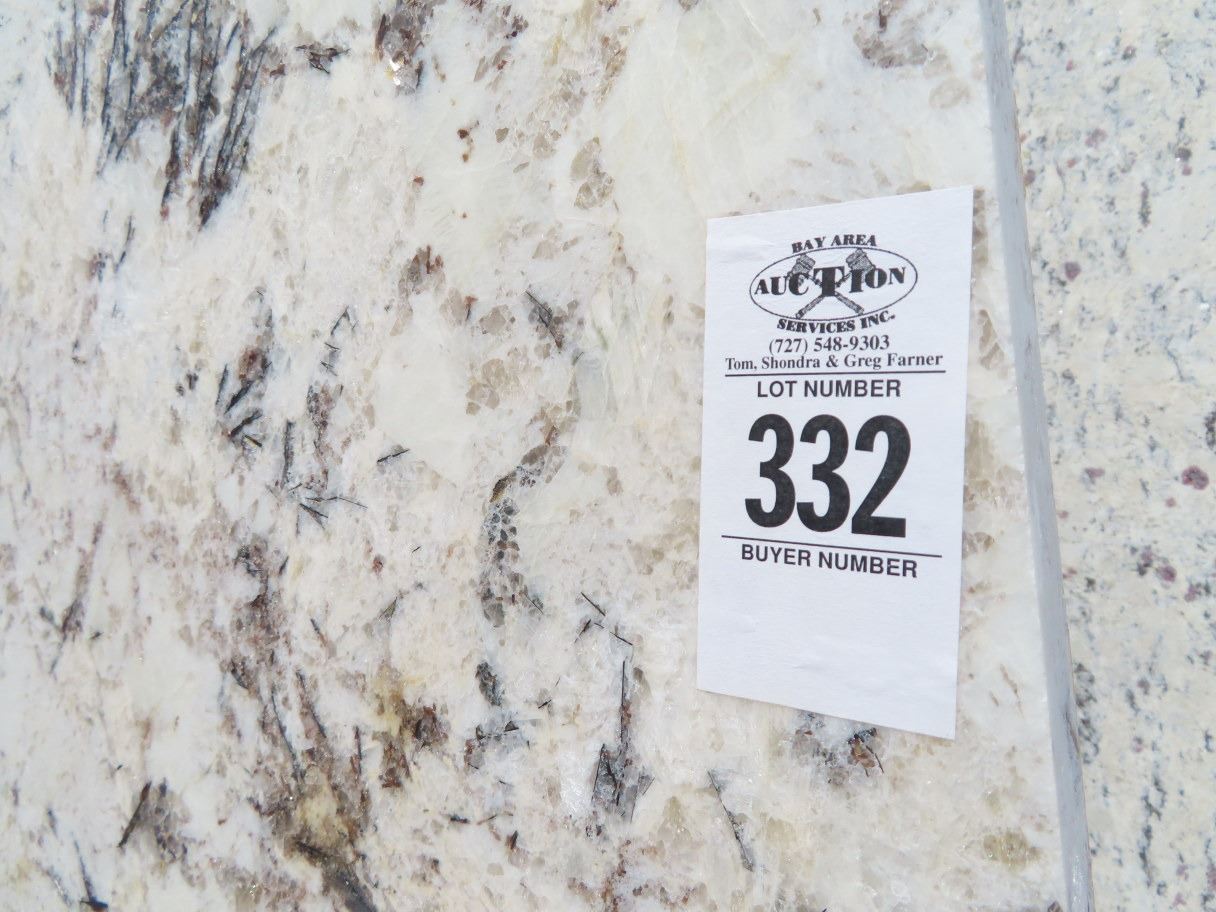 BAY AREA
AUCTION
SERVICES INC.
(727) 548-9303
Tom, Shondra & Greg Farner
LOT NUMBER
332
BUYER NUMBER